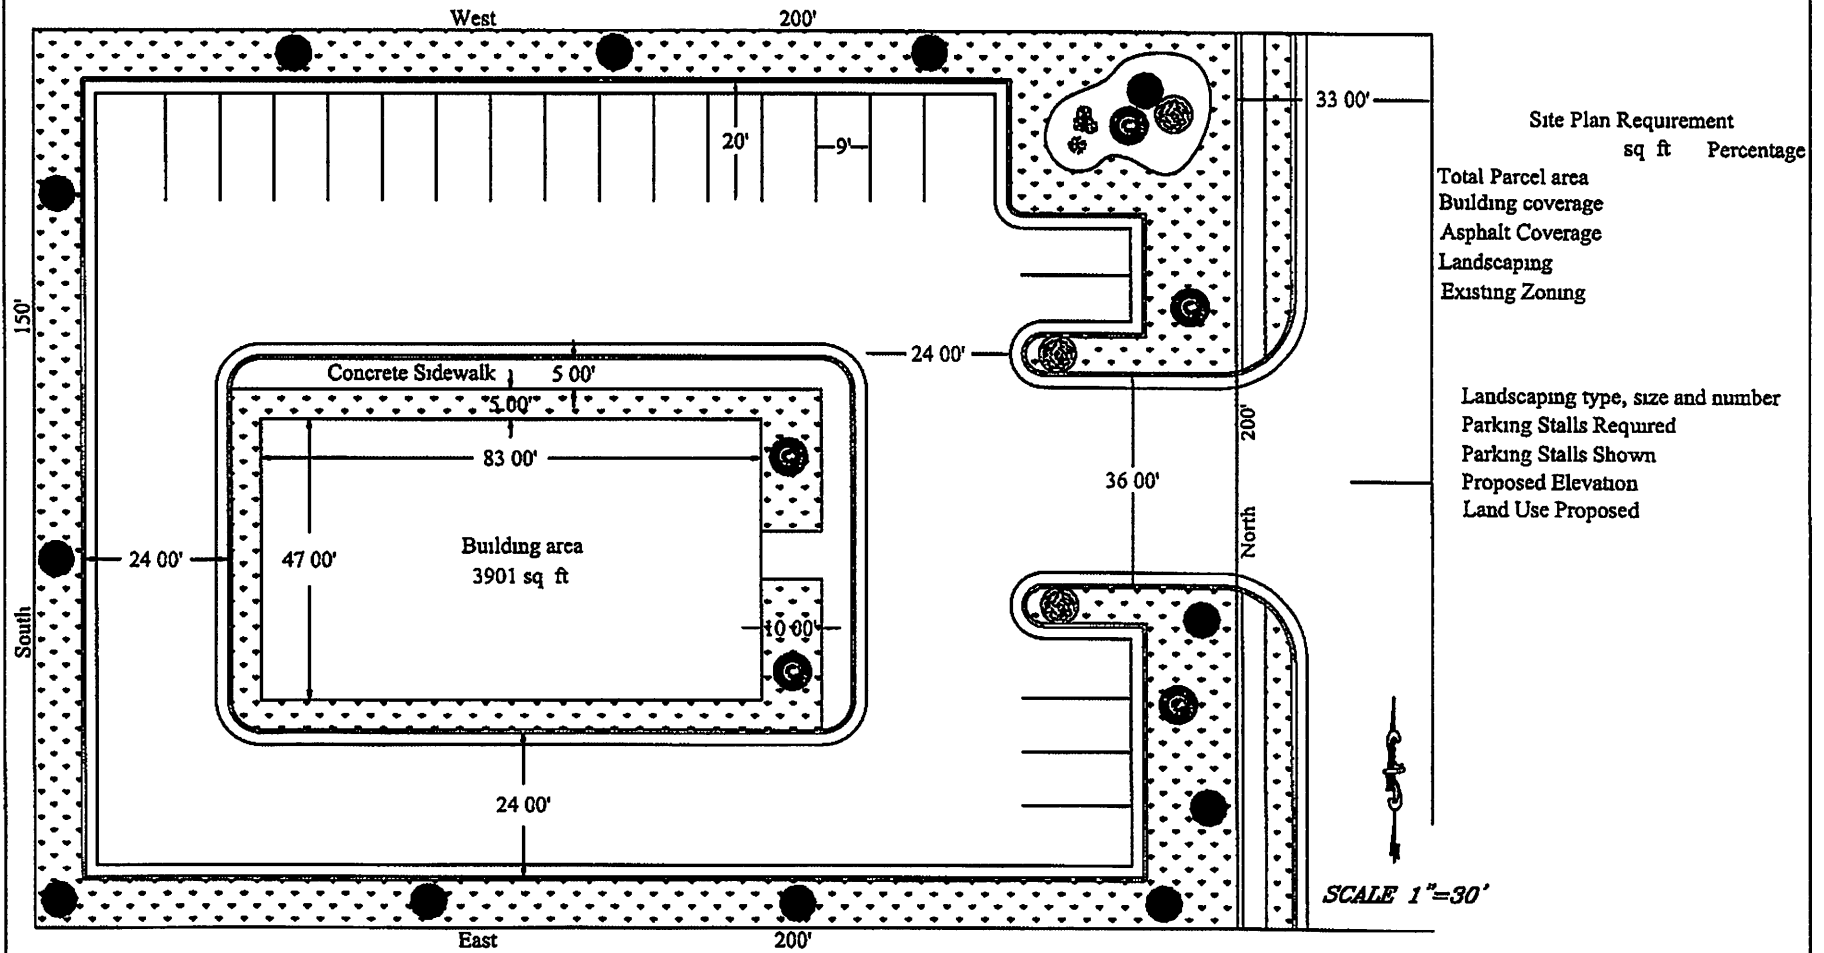 West 200'
33 00'
Site Plan Requirement
sq ft Percentage
Total Parcel area
Building coverage
Asphalt Coverage
Landscaping
Existing Zoning
20'
9'
150'
South
Concrete Sidewalk 5 00'
5 00'
24 00'
83 00'
47 00'
Building area
3901 sq ft
24 00'
10 00'
24 00'
36 00'
200'
North
Landscaping type, size and number
Parking Stalls Required
Parking Stalls Shown
Proposed Elevation
Land Use Proposed
SCALE 1"=30'
East 200'